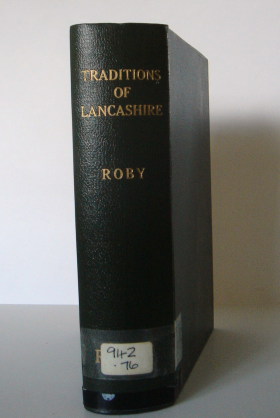 TRADITIONS
OF
LANCASHIRE
ROBY
942
.76